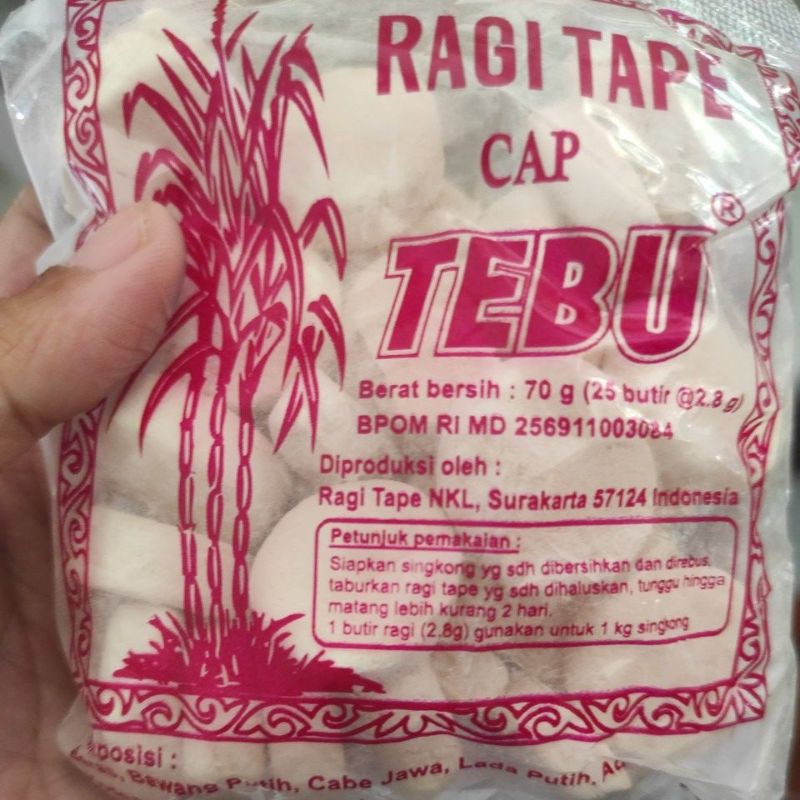 RAGI TAPE
CAP
TEBU ®
Berat bersih : 70 g (25 butir @2.8 g)
BPOM RI MD 256911003084
Diproduksi oleh :
Ragi Tape NKL, Surakarta 57124 Indonesia
Petunjuk pemakaian :
Siapkan singkong yg sdh dibersihkan dan direbus,
taburkan ragi tape yg sdh dihaluskan, tunggu hingga
matang lebih kurang 2 hari.
1 butir ragi (2.8g) gunakan untuk 1 kg singkong
posisi :
Bawang Putih, Cabe Jawa, Lada Putih,